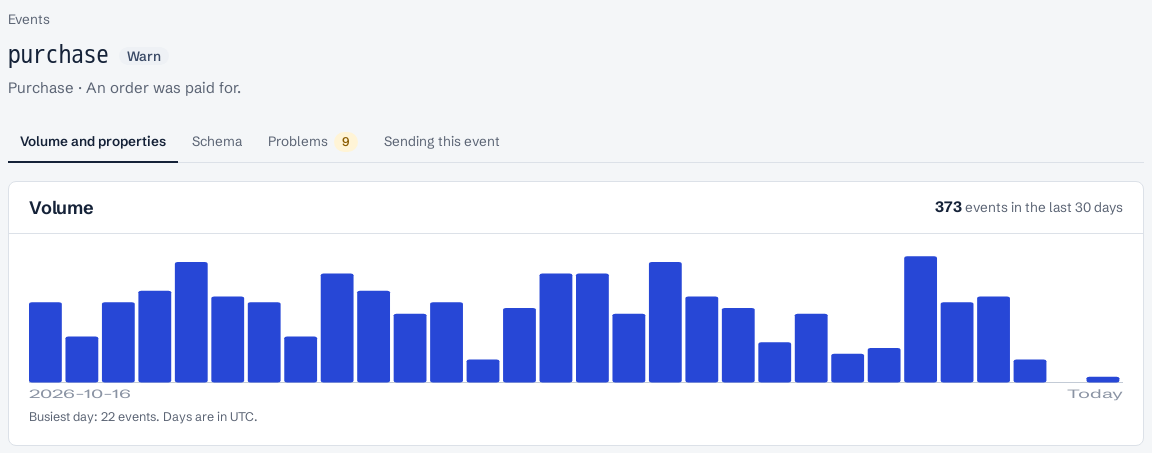 Events
purchase Warn
Purchase · An order was paid for.
Volume and properties Schema Problems 9 Sending this event
Volume 373 events in the last 30 days
2026-10-16 Today
Busiest day: 22 events. Days are in UTC.